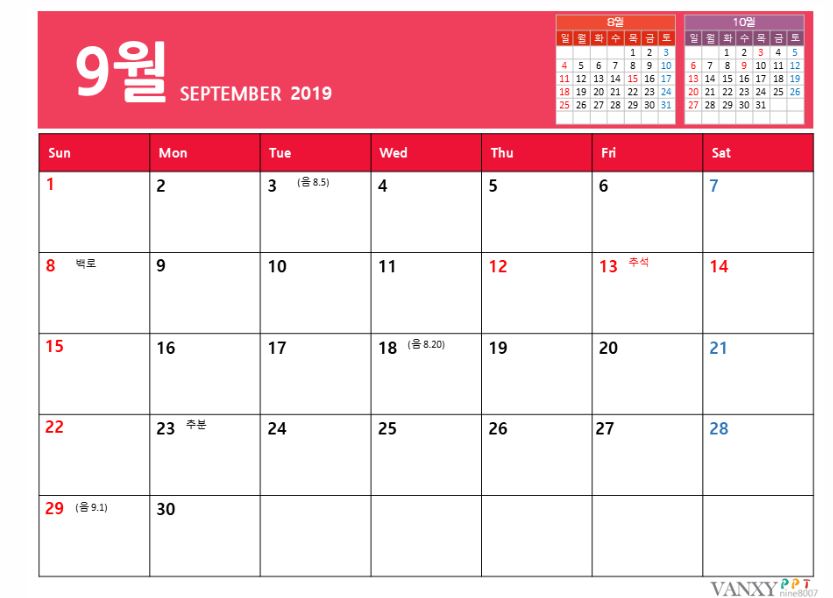 9월 SEPTEMBER 2019
8월
일 월 화 수 목 금 토
1 2 3
4 5 6 7 8 9 10
11 12 13 14 15 16 17
18 19 20 21 22 23 24
25 26 27 28 29 30 31
10월
일 월 화 수 목 금 토
1 2 3 4 5
6 7 8 9 10 11 12
13 14 15 16 17 18 19
20 21 22 23 24 25 26
27 28 29 30 31
Sun Mon Tue Wed Thu Fri Sat
1 2 3 (음 8.5) 4 5 6 7
8 백로 9 10 11 12 13 추석 14
15 16 17 18 (음 8.20) 19 20 21
22 23 추분 24 25 26 27 28
29 (음 9.1) 30
VANXY PPT
nine8007